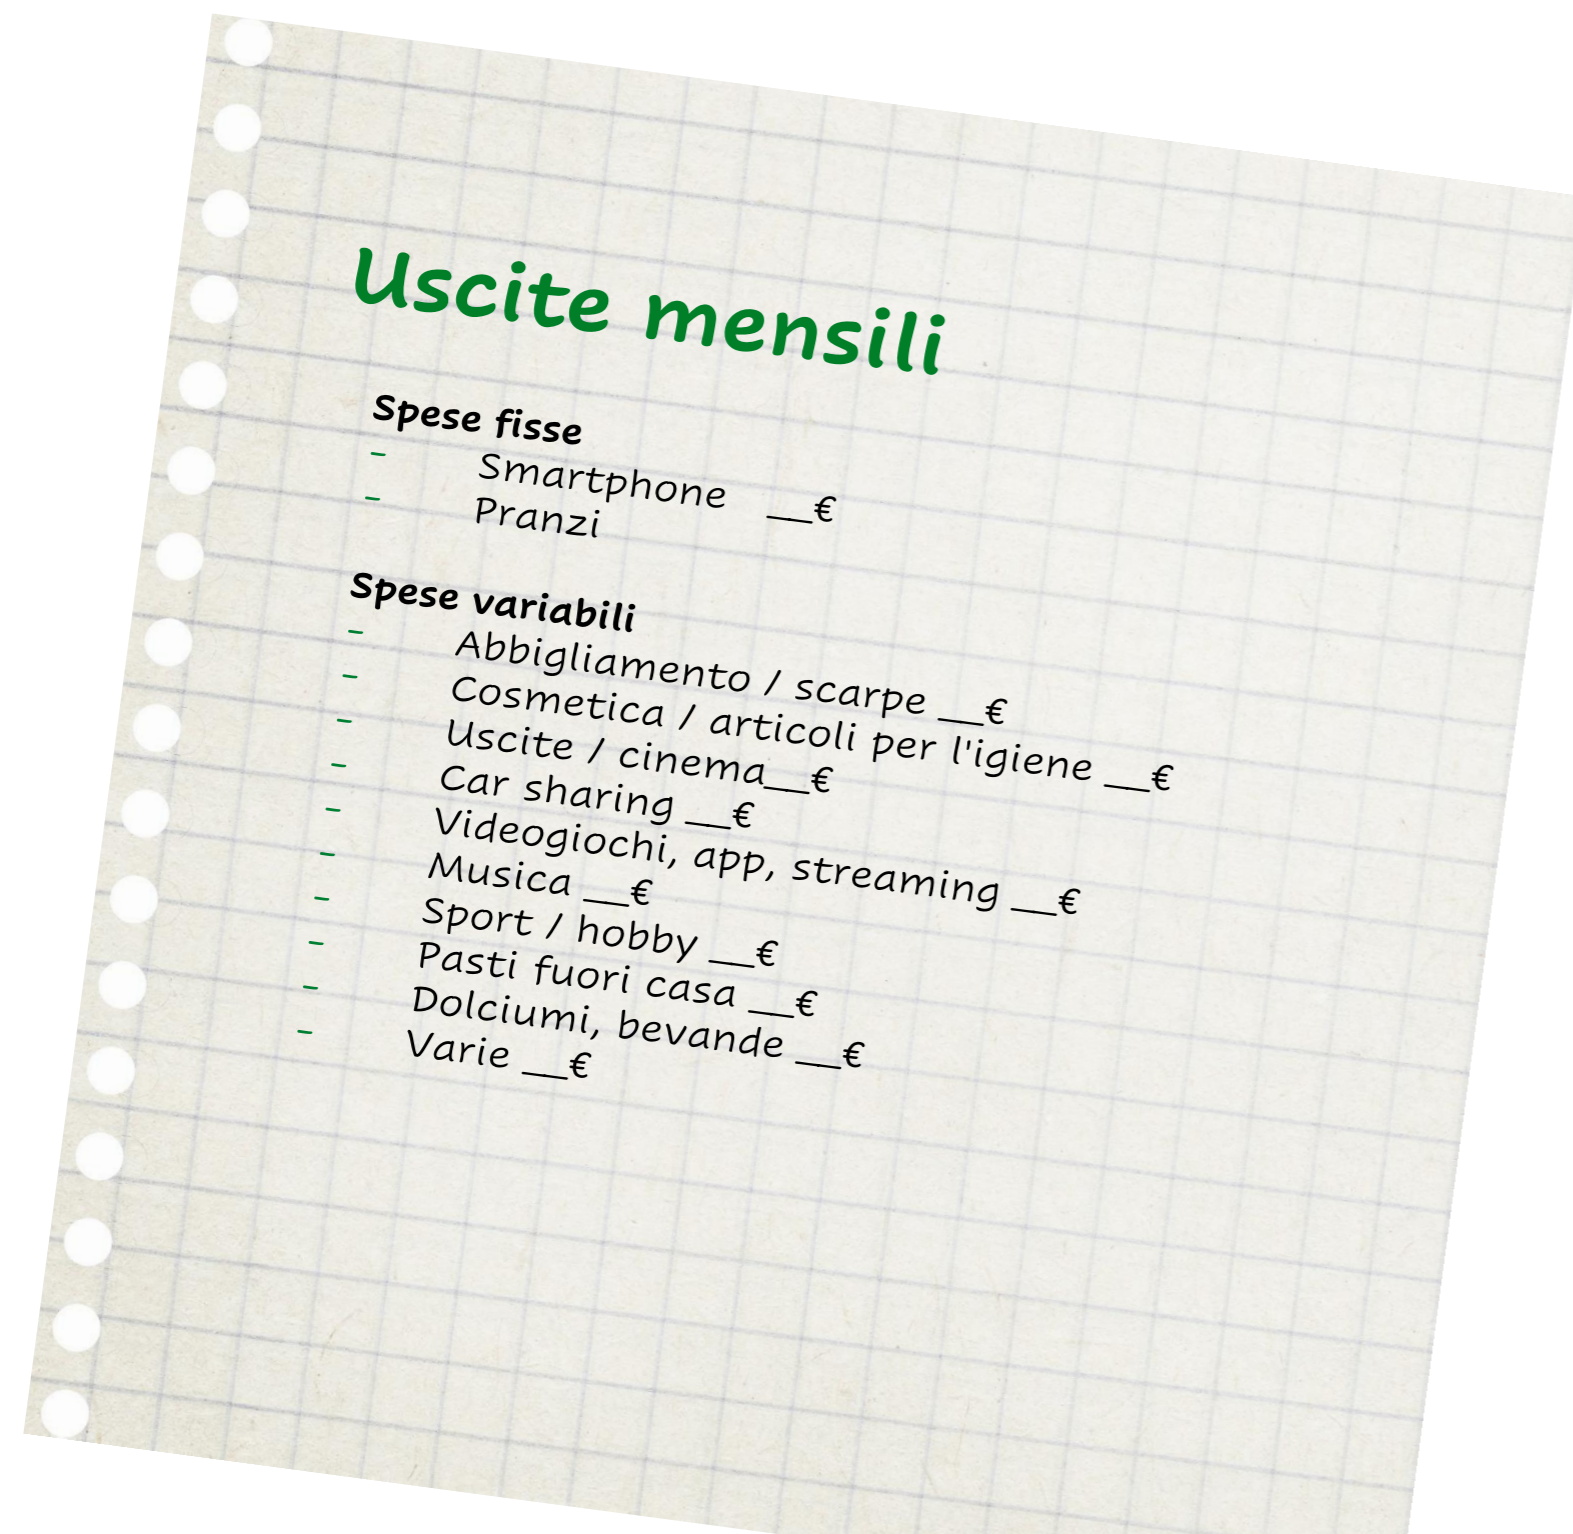 Uscite mensili
Spese fisse
- Smartphone __€
- Pranzi
Spese variabili
- Abbigliamento / scarpe __€
- Cosmetica / articoli per l'igiene __€
- Uscite / cinema__€
- Car sharing __€
- Videogiochi, app, streaming __€
- Musica __€
- Sport / hobby __€
- Pasti fuori casa __€
- Dolciumi, bevande __€
- Varie __€